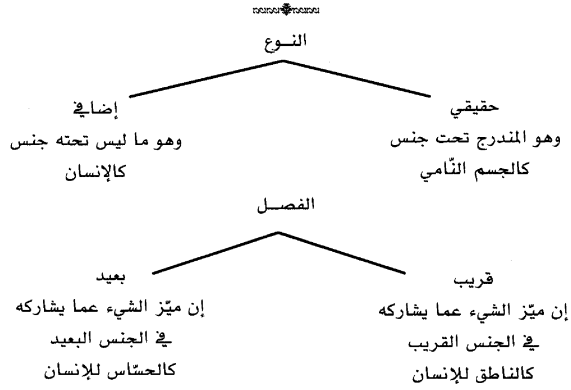 النــوع
حقيقي
وهو المندرج تحت جنس
كالجسم النّامي
إضافي
وهو ما ليس تحته جنس
كالإنسان
الفصــل
قريب
إن ميّز الشيء عما يشاركه
في الجنس القريب
كالناطق للإنسان
بعيد
إن ميّز الشيء عما يشاركه
في الجنس البعيد
كالحسّاس للإنسان